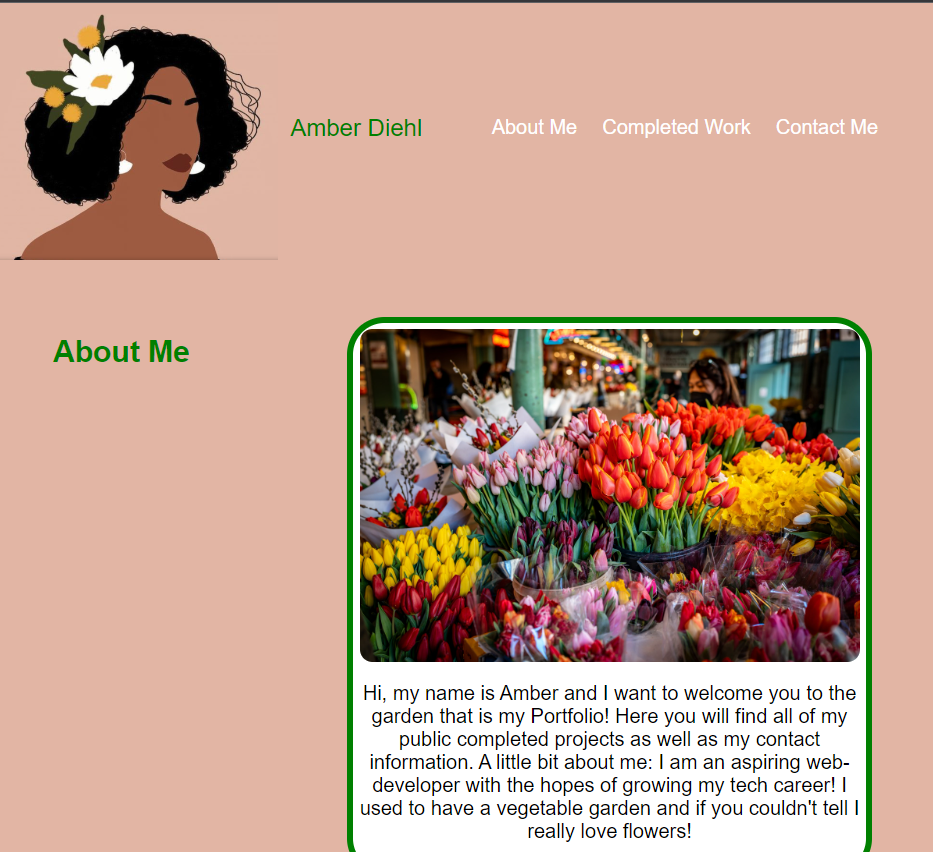 Amber Diehl
About Me Completed Work Contact Me
About Me
Hi, my name is Amber and I want to welcome you to the
garden that is my Portfolio! Here you will find all of my
public completed projects as well as my contact
information. A little bit about me: I am an aspiring web-
developer with the hopes of growing my tech career! I
used to have a vegetable garden and if you couldn't tell I
really love flowers!